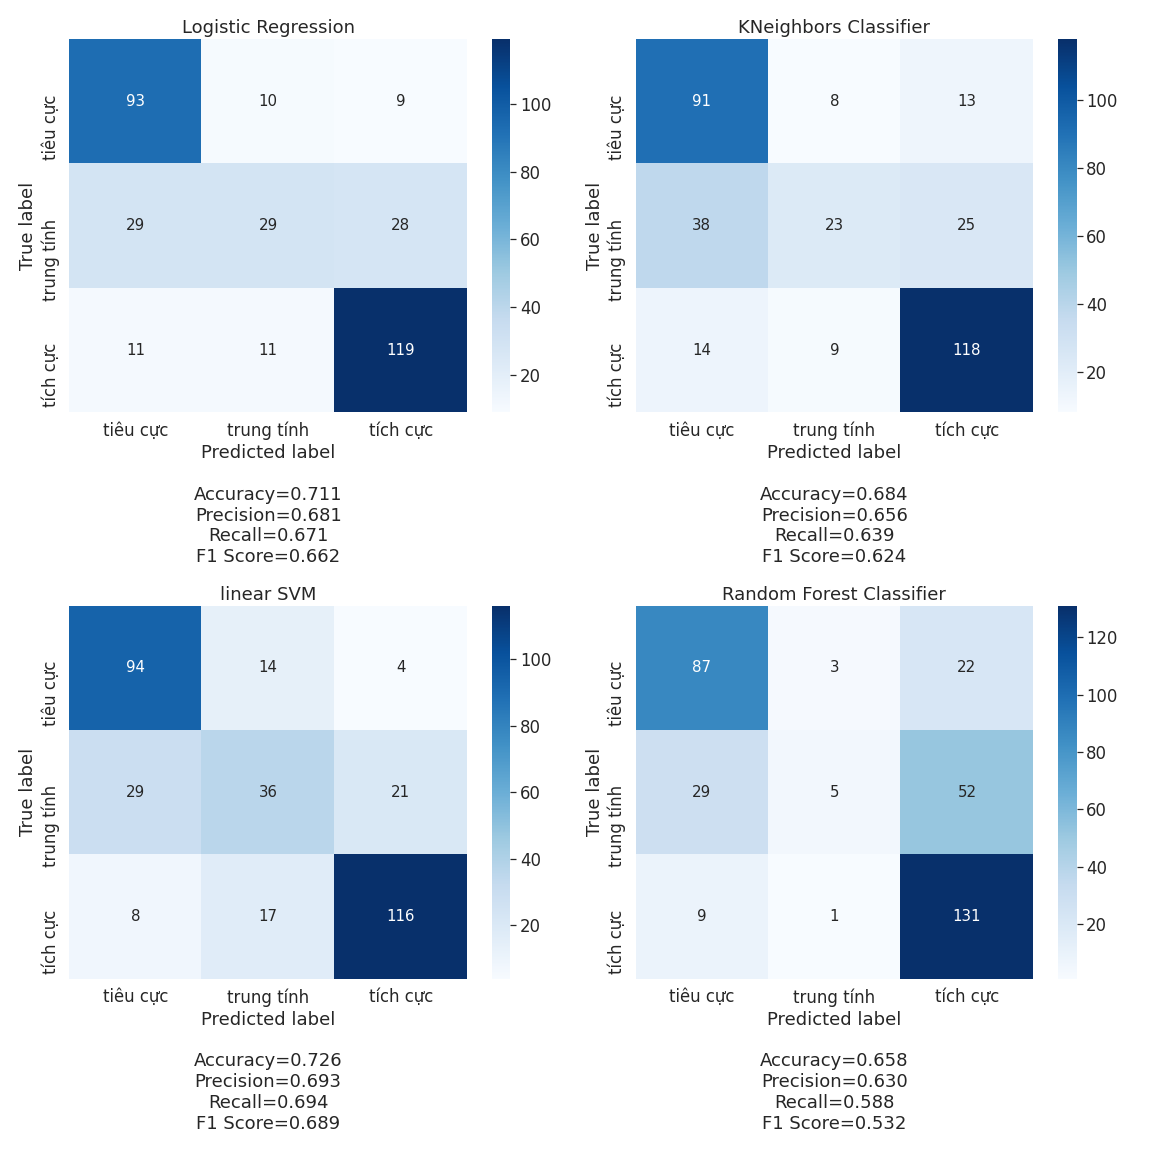 Logistic Regression
True label
tiêu cực
trung tính
tích cực
93 10 9
29 29 28
11 11 119
100
80
60
40
20
tiêu cực trung tính tích cực
Predicted label
Accuracy=0.711
Precision=0.681
Recall=0.671
F1 Score=0.662
KNeighbors Classifier
True label
tiêu cực
trung tính
tích cực
91 8 13
38 23 25
14 9 118
100
80
60
40
20
tiêu cực trung tính tích cực
Predicted label
Accuracy=0.684
Precision=0.656
Recall=0.639
F1 Score=0.624
linear SVM
True label
tiêu cực
trung tính
tích cực
94 14 4
29 36 21
8 17 116
100
80
60
40
20
tiêu cực trung tính tích cực
Predicted label
Accuracy=0.726
Precision=0.693
Recall=0.694
F1 Score=0.689
Random Forest Classifier
True label
tiêu cực
trung tính
tích cực
87 3 22
29 5 52
9 1 131
120
100
80
60
40
20
tiêu cực trung tính tích cực
Predicted label
Accuracy=0.658
Precision=0.630
Recall=0.588
F1 Score=0.532